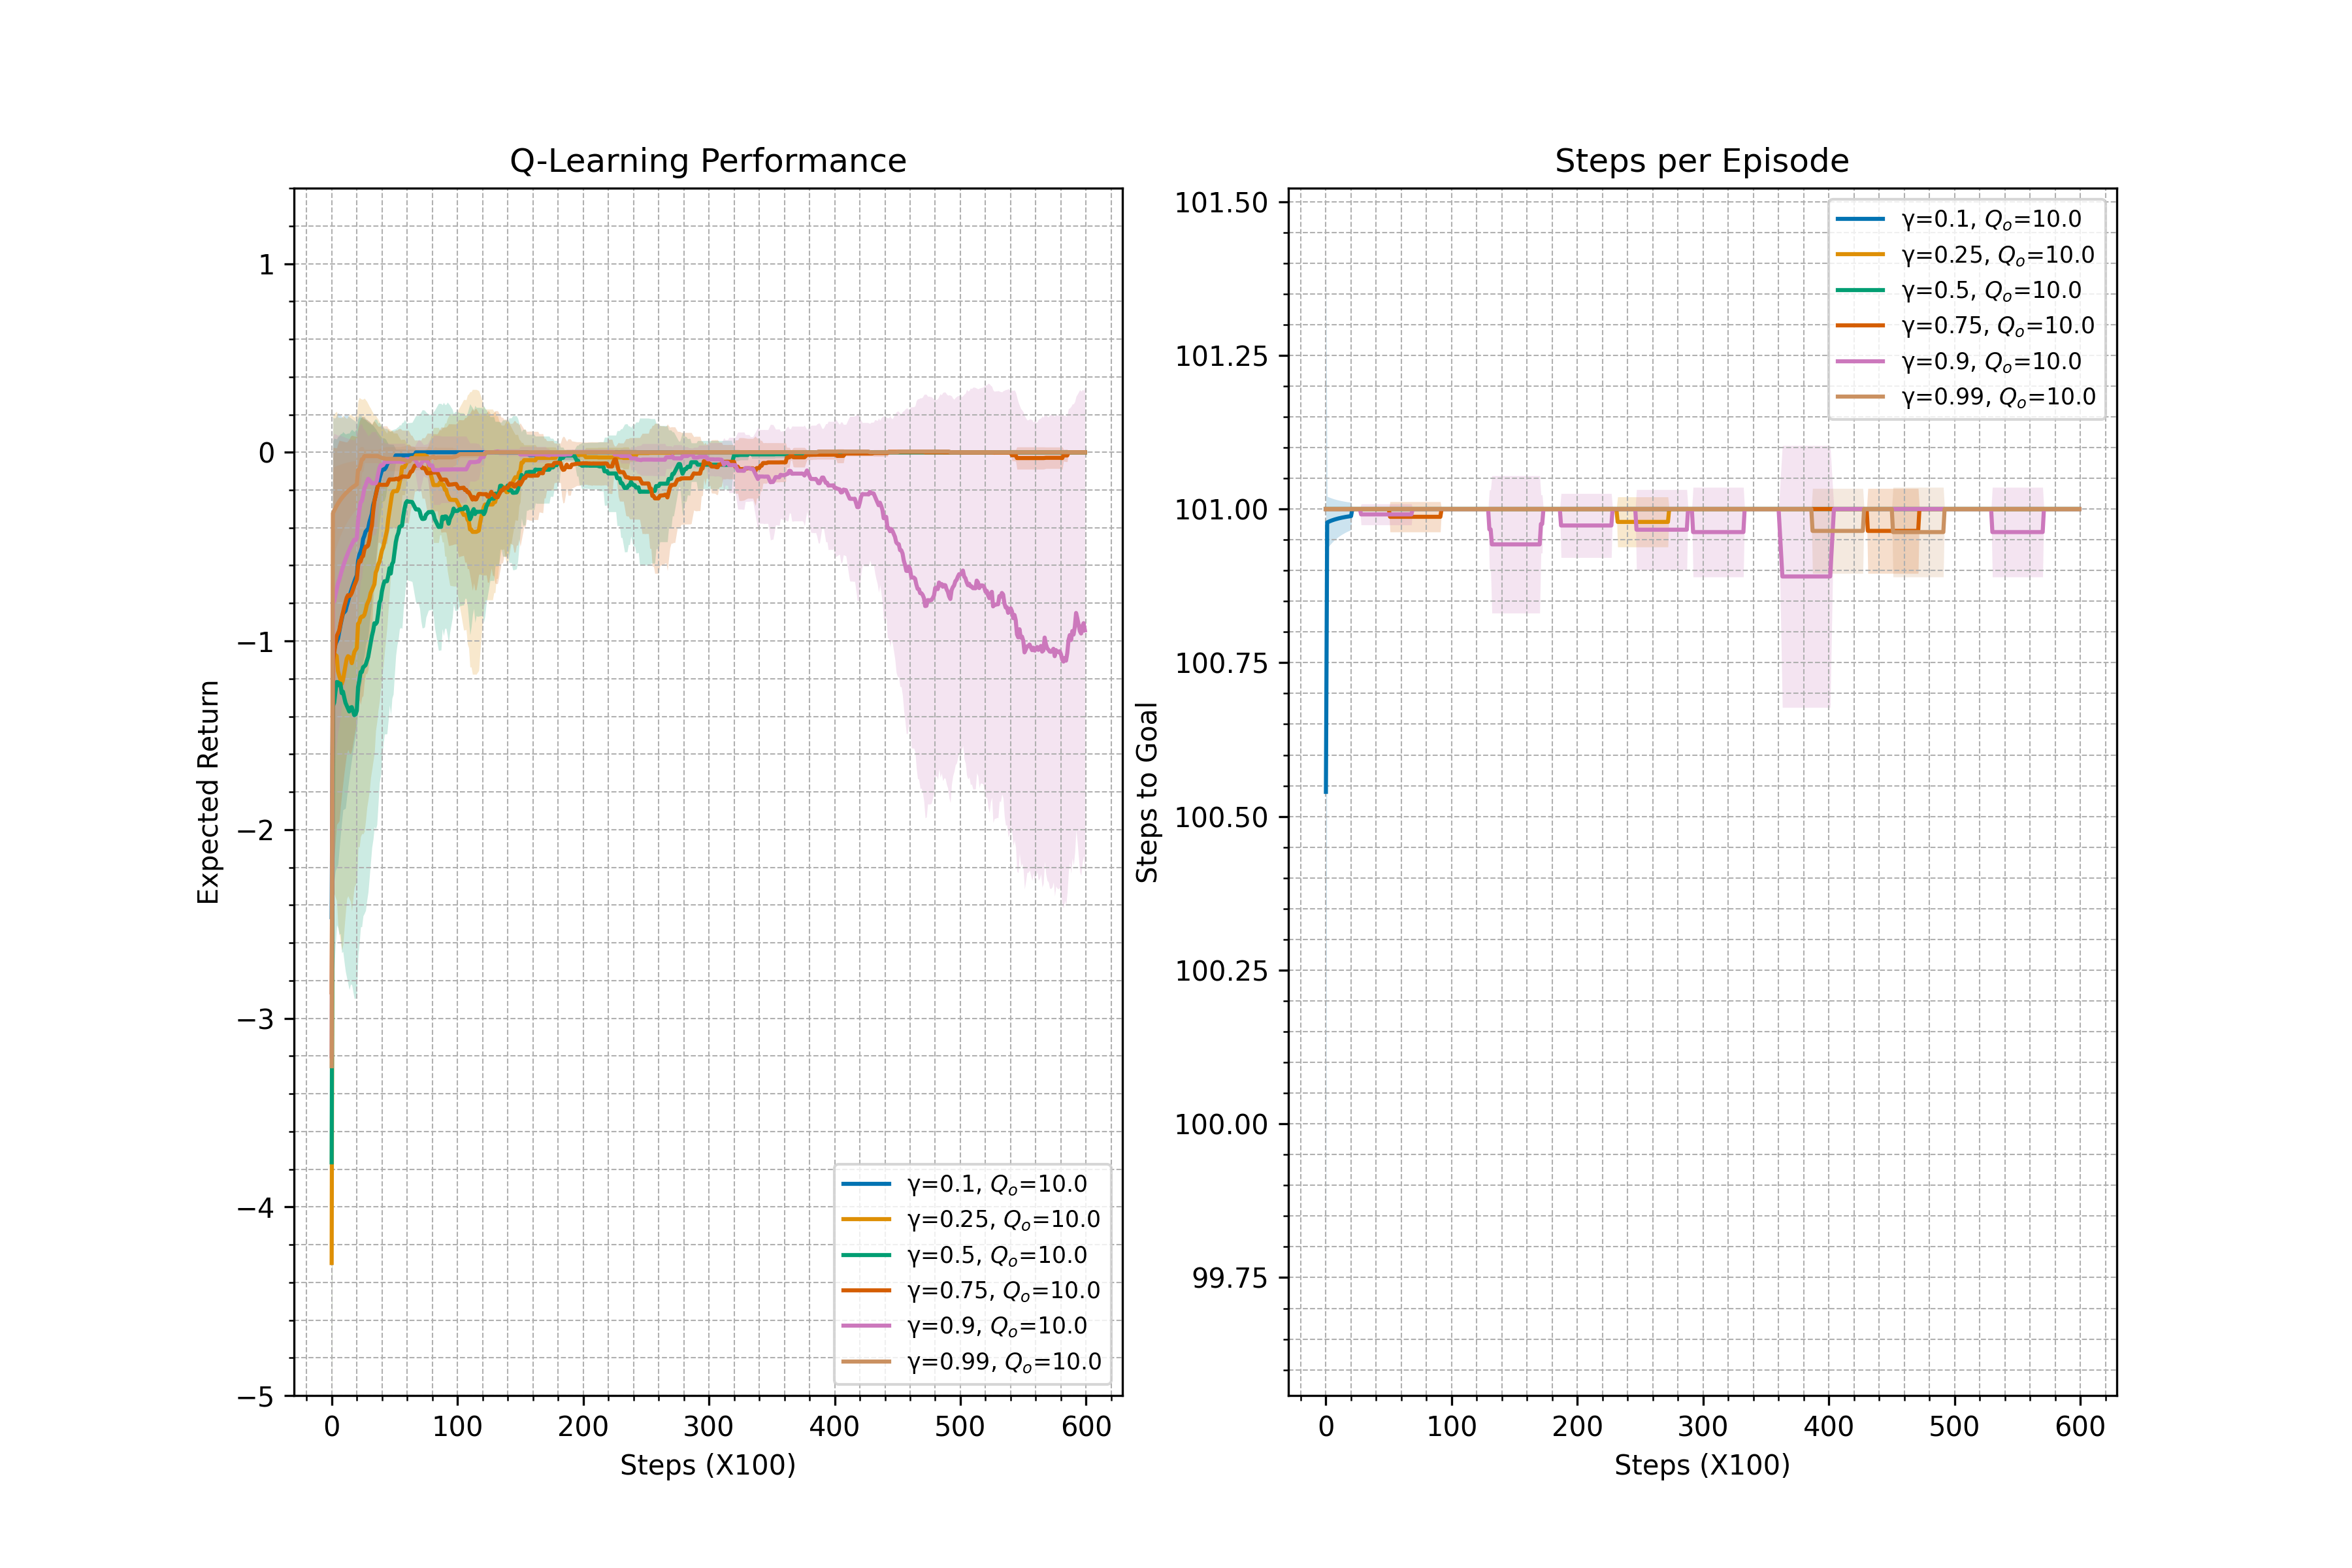 Q-Learning Performance
Expected Return
1
0
−1
−2
−3
−4
−5
0 100 200 300 400 500 600
Steps (X100)
γ=0.1, Qₒ=10.0
γ=0.25, Qₒ=10.0
γ=0.5, Qₒ=10.0
γ=0.75, Qₒ=10.0
γ=0.9, Qₒ=10.0
γ=0.99, Qₒ=10.0
Steps per Episode
Steps to Goal
101.50
101.25
101.00
100.75
100.50
100.25
100.00
99.75
0 100 200 300 400 500 600
Steps (X100)
γ=0.1, Qₒ=10.0
γ=0.25, Qₒ=10.0
γ=0.5, Qₒ=10.0
γ=0.75, Qₒ=10.0
γ=0.9, Qₒ=10.0
γ=0.99, Qₒ=10.0